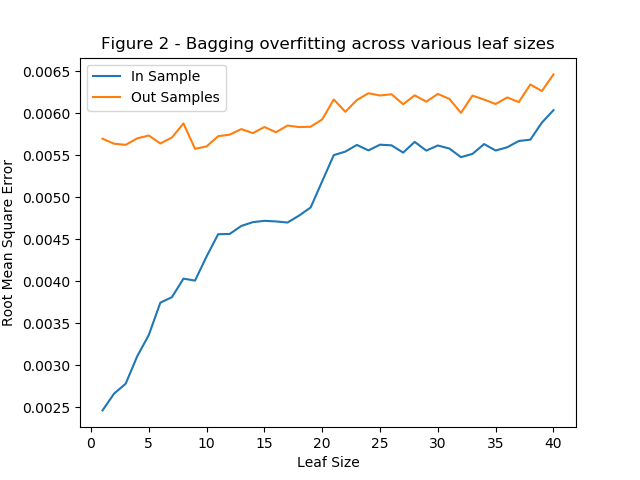 Figure 2 - Bagging overfitting across various leaf sizes
In Sample
Out Samples
0.0065
0.0060
0.0055
0.0050
0.0045
0.0040
0.0035
0.0030
0.0025
Root Mean Square Error
0 5 10 15 20 25 30 35 40
Leaf Size